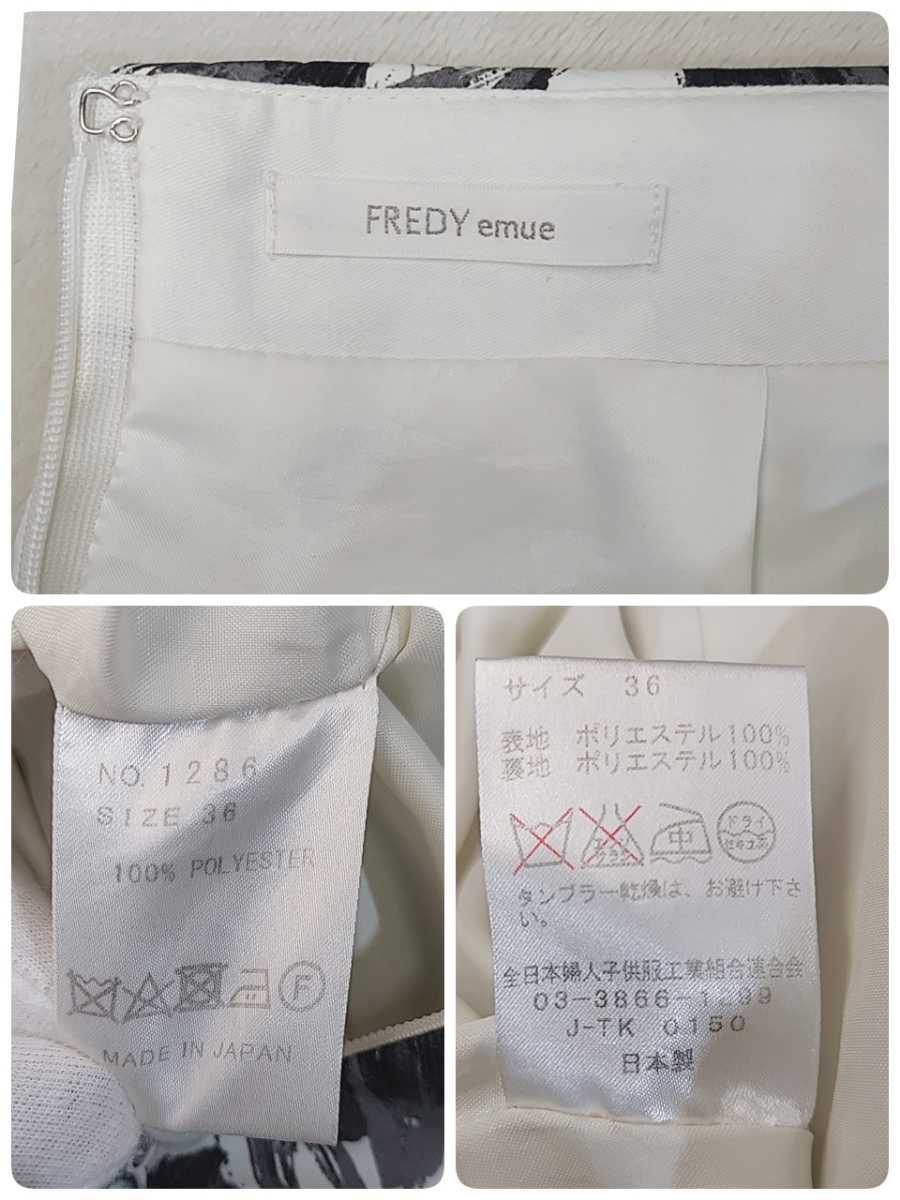 FREDY emue
NO.1286
SIZE 36
100% POLYESTER
F
MADE IN JAPAN
サイズ 36
表地 ポリエステル100%
裏地 ポリエステル100%
中
ドライ
タンブラー乾燥は、お避け下さ
い。
全日本婦人子供服工業組合連合会
03-3866-1299
J-TK 0150
日本製